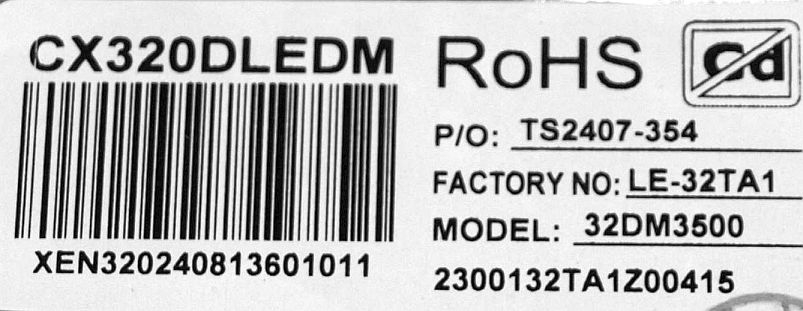 CX320DLEDM
XEN320240813601011
RoHS
Cd
P/O: TS2407-354
FACTORY NO: LE-32TA1
MODEL: 32DM3500
2300132TA1Z00415